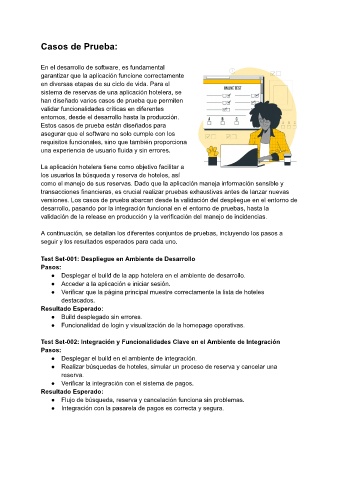 Casos de Prueba:
En el desarrollo de software, es fundamental
garantizar que la aplicación funcione correctamente
en diversas etapas de su ciclo de vida. Para el
sistema de reservas de una aplicación hotelera, se
han diseñado varios casos de prueba que permiten
validar funcionalidades críticas en diferentes
entornos, desde el desarrollo hasta la producción.
Estos casos de prueba están diseñados para
asegurar que el software no solo cumple con los
requisitos funcionales, sino que también proporciona
una experiencia de usuario fluida y sin errores.
ONLINE TEST
La aplicación hotelera tiene como objetivo facilitar a
los usuarios la búsqueda y reserva de hoteles, así
como el manejo de sus reservas. Dado que la aplicación maneja información sensible y
transacciones financieras, es crucial realizar pruebas exhaustivas antes de lanzar nuevas
versiones. Los casos de prueba abarcan desde la validación del despliegue en el entorno de
desarrollo, pasando por la integración funcional en el entorno de pruebas, hasta la
validación de la release en producción y la verificación del manejo de incidencias.
A continuación, se detallan los diferentes conjuntos de pruebas, incluyendo los pasos a
seguir y los resultados esperados para cada uno.
Test Set-001: Despliegue en Ambiente de Desarrollo
Pasos:
● Desplegar el build de la app hotelera en el ambiente de desarrollo.
● Acceder a la aplicación e iniciar sesión.
● Verificar que la página principal muestre correctamente la lista de hoteles
destacados.
Resultado Esperado:
● Build desplegado sin errores.
● Funcionalidad de login y visualización de la homepage operativas.
Test Set-002: Integración y Funcionalidades Clave en el Ambiente de Integración
Pasos:
● Desplegar el build en el ambiente de integración.
● Realizar búsquedas de hoteles, simular un proceso de reserva y cancelar una
reserva.
● Verificar la integración con el sistema de pagos.
Resultado Esperado:
● Flujo de búsqueda, reserva y cancelación funciona sin problemas.
● Integración con la pasarela de pagos es correcta y segura.